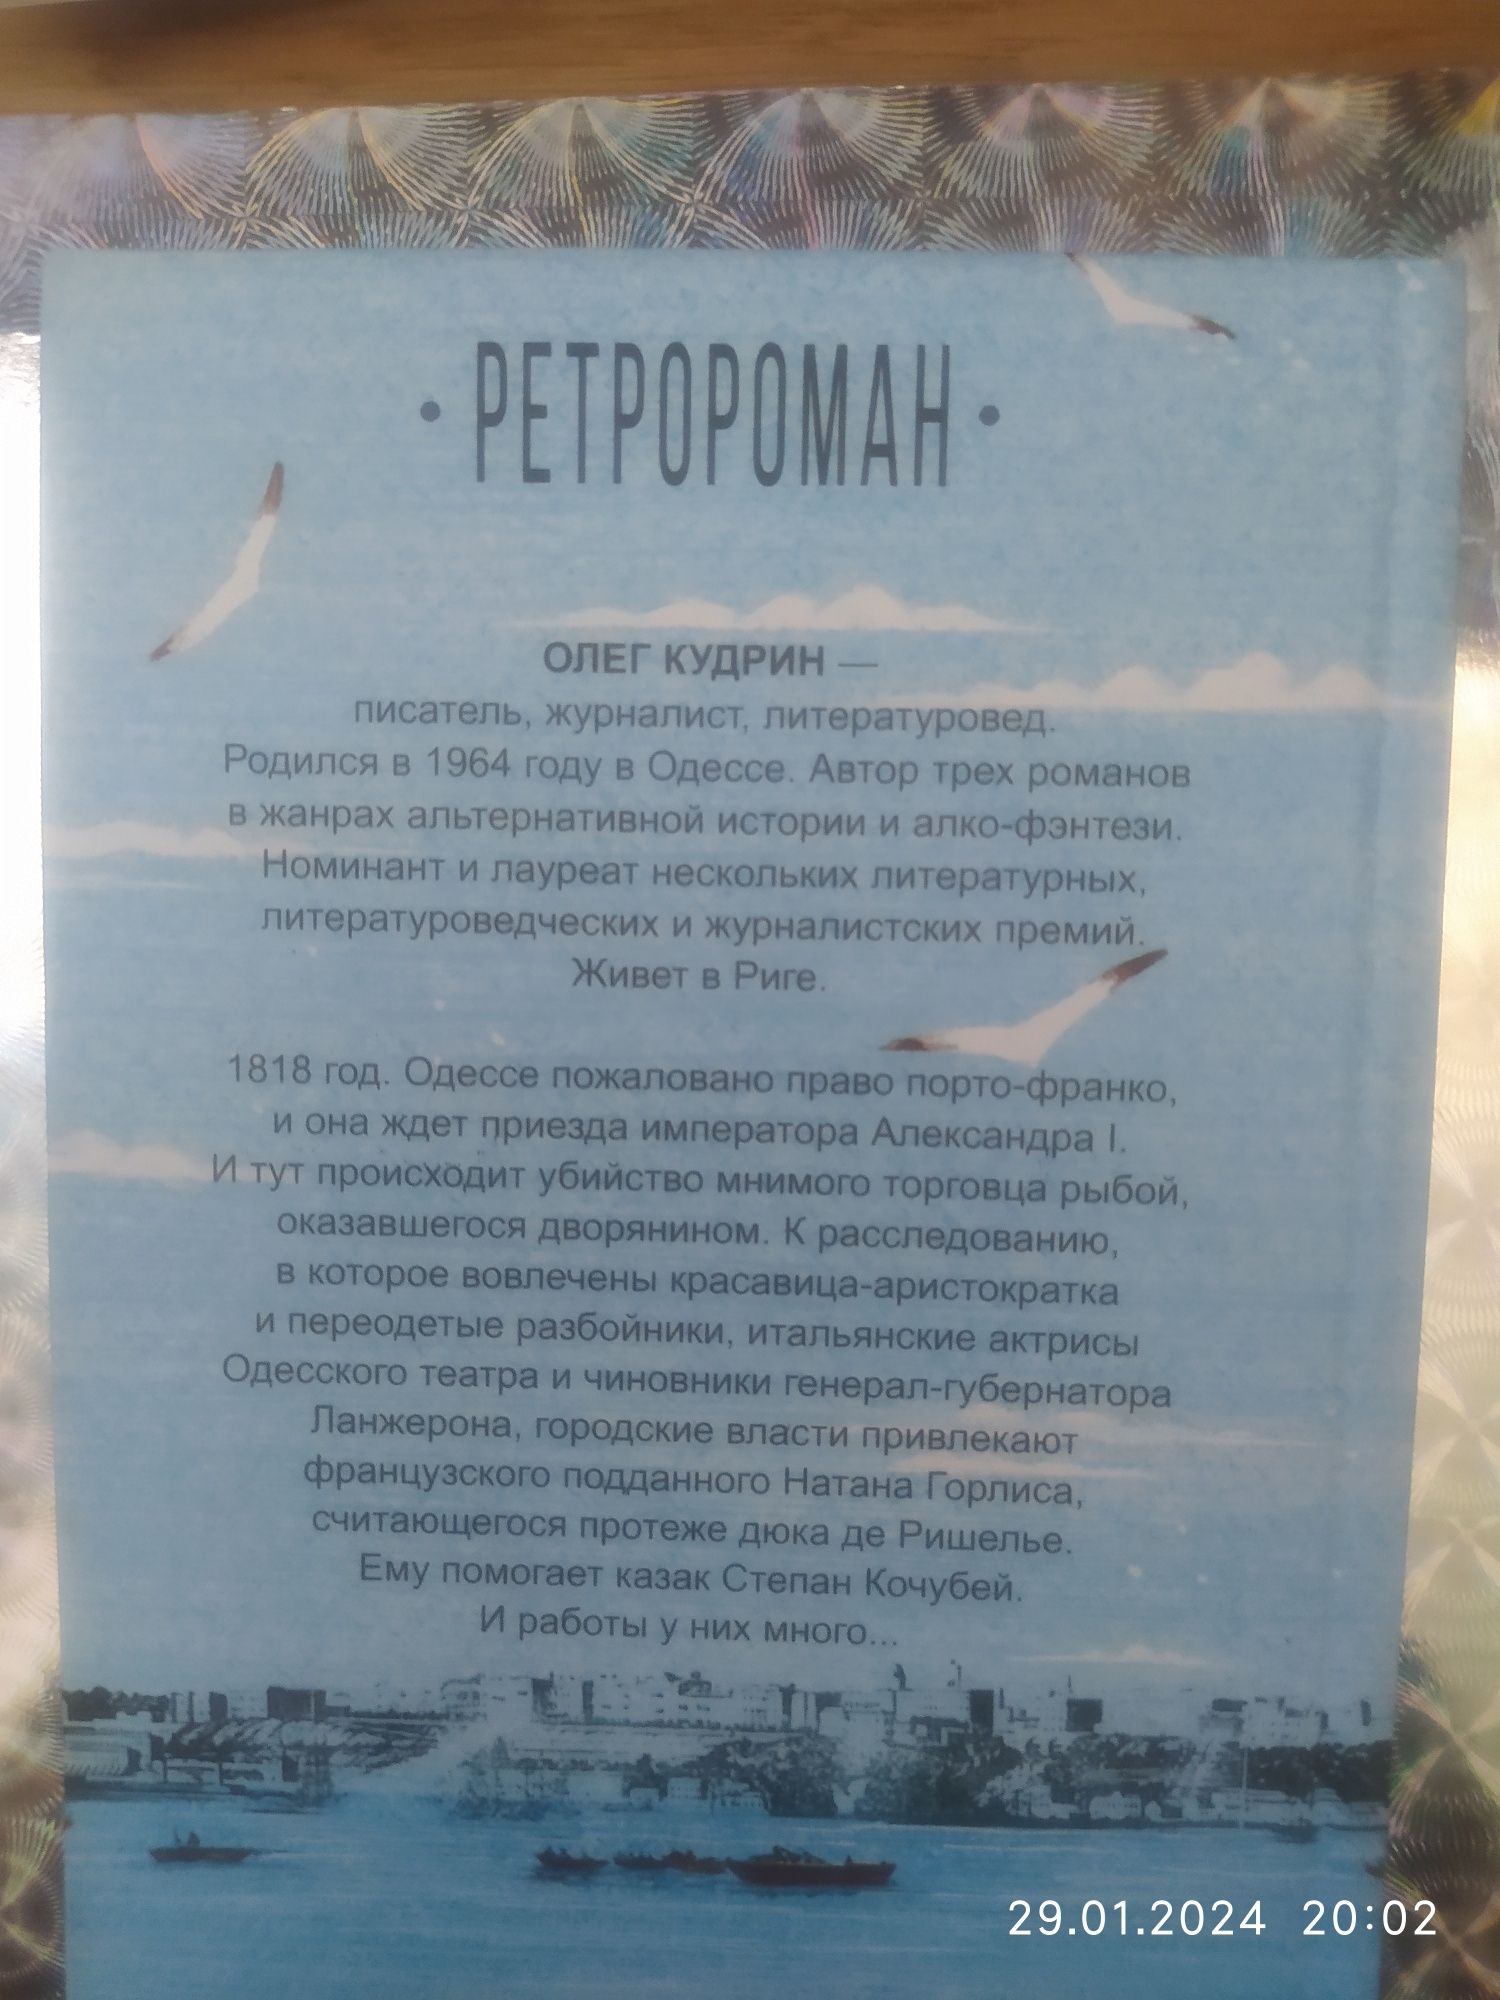 • РЕТРОРОМАН •
ОЛЕГ КУДРИН —
писатель, журналист, литературовед.
Родился в 1964 году в Одессе. Автор трех романов
в жанрах альтернативной истории и алко-фэнтези.
Номинант и лауреат нескольких литературных,
литературоведческих и журналистских премий.
Живет в Риге.
1818 год. Одессе пожаловано право порто-франко,
и она ждет приезда императора Александра I.
И тут происходит убийство мнимого торговца рыбой,
оказавшегося дворянином. К расследованию,
в которое вовлечены красавица-аристократка
и переодетые разбойники, итальянские актрисы
Одесского театра и чиновники генерал-губернатора
Ланжерона, городские власти привлекают
французского подданного Натана Горлиса,
считающегося протеже дюка де Ришелье.
Ему помогает казак Степан Кочубей.
И работы у них много...
29.01.2024 20:02